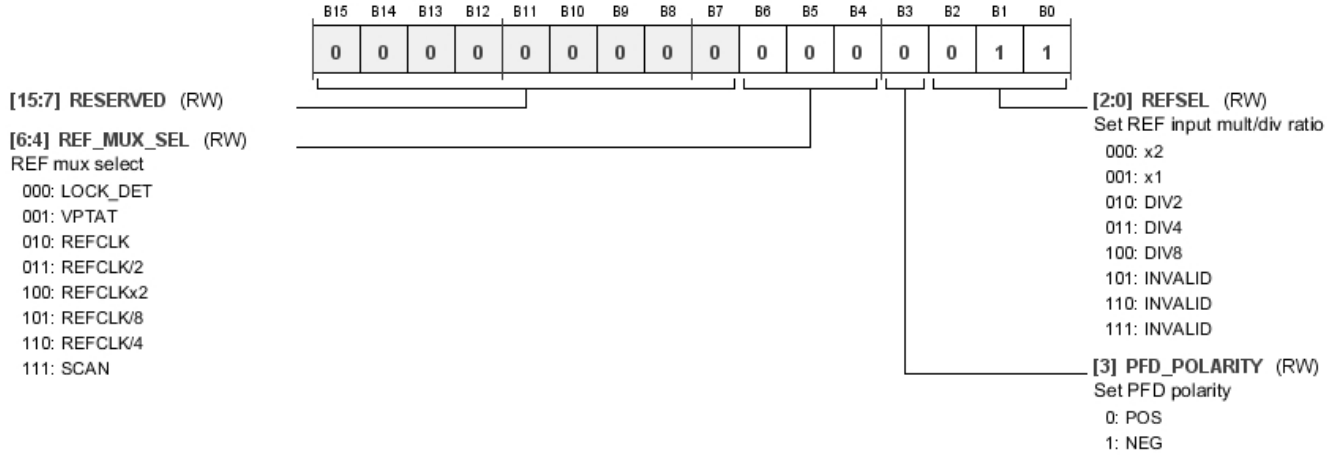 B15 B14 B13 B12 B11 B10 B9 B8 B7 B6 B5 B4 B3 B2 B1 B0
0 0 0 0 0 0 0 0 0 0 0 0 0 0 1 1
[15:7] RESERVED (RW)
[6:4] REF_MUX_SEL (RW)
REF mux select
000: LOCK_DET
001: VPTAT
010: REFCLK
011: REFCLK/2
100: REFCLKx2
101: REFCLK/8
110: REFCLK/4
111: SCAN
[2:0] REFSEL (RW)
Set REF input mult/div ratio
000: x2
001: x1
010: DIV2
011: DIV4
100: DIV8
101: INVALID
110: INVALID
111: INVALID
[3] PFD_POLARITY (RW)
Set PFD polarity
0: POS
1: NEG